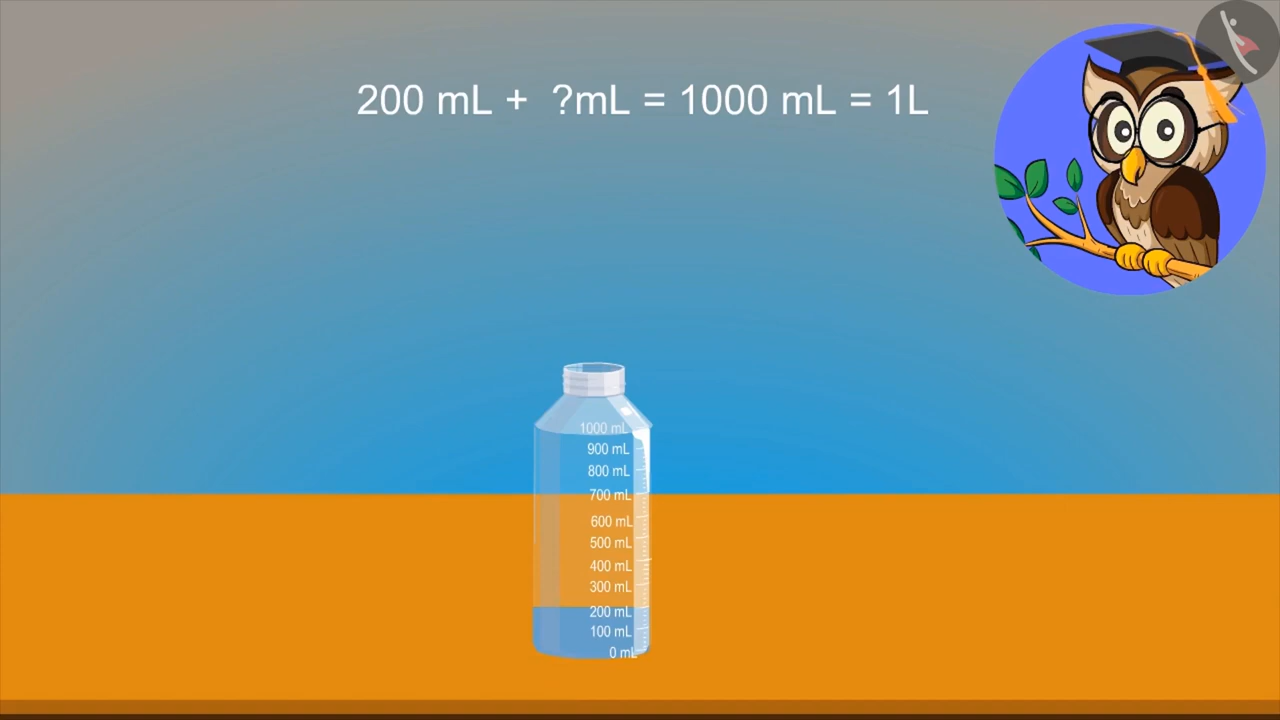 200 mL + ?mL = 1000 mL = 1L
1000 mL
900 mL
800 mL
700 mL
600 mL
500 mL
400 mL
300 mL
200 mL
100 mL
0 mL